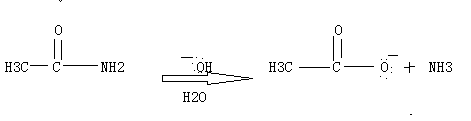 O O
H3C C NH2 OH H3C C O + NH3
H2O